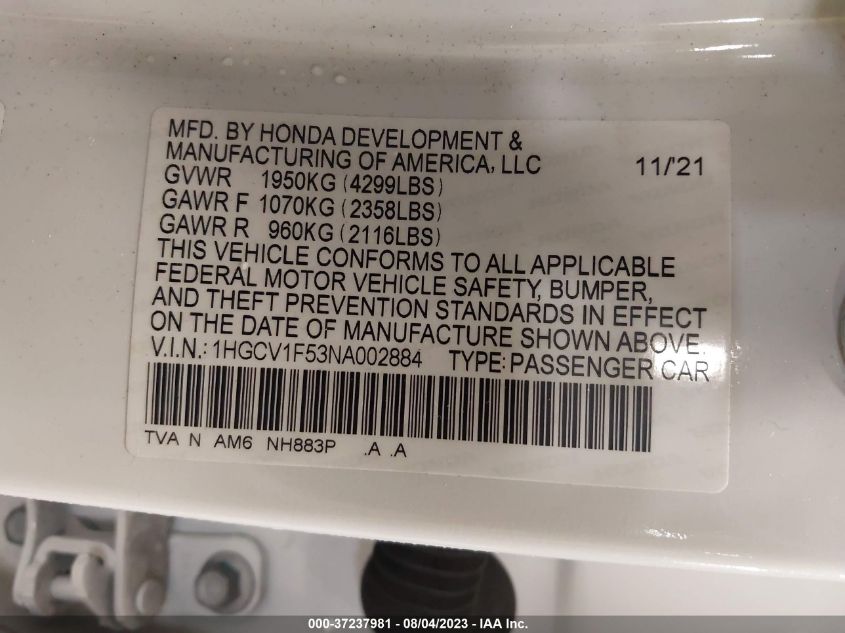 MFD. BY HONDA DEVELOPMENT &
MANUFACTURING OF AMERICA, LLC 11/'21
GVWR 1950KG (4299LBS)
GAWR F 1070KG (2358LBS)
GAWR R 960KG (2116LBS)
THIS VEHICLE CONFORMS TO ALL APPLICABLE
FEDERAL MOTOR VEHICLE SAFETY, BUMPER,
AND THEFT PREVENTION STANDARDS IN EFFECT
ON THE DATE OF MANUFACTURE SHOWN ABOVE.
V.I.N.: 1HGCV1F53NA002884 TYPE: PASSENGER CAR
TVA N AM6 NH883P .A .A
000-37237981 - 08/04/2023 - IAA Inc.